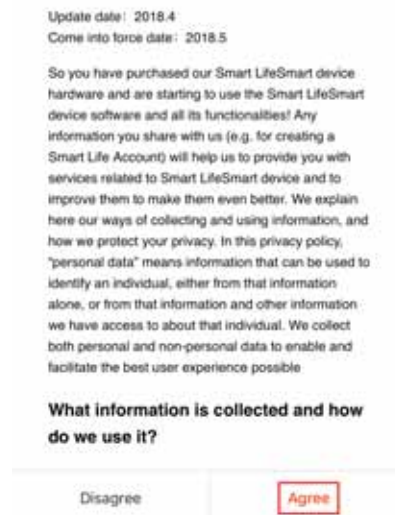 Update date: 2018.4
Come into force date: 2018.5
So you have purchased our Smart LifeSmart device
hardware and are starting to use the Smart LifeSmart
device software and all its functionalities! Any
information you share with us (e.g. for creating a
Smart Life Account) will help us to provide you with
services related to Smart LifeSmart device and to
improve them to make them even better. We explain
here our ways of collecting and using information, and
how we protect your privacy. In this privacy policy,
"personal data" means information that can be used to
identify an individual, either from that information
alone, or from that information and other information
we have access to about that individual. We collect
both personal and non-personal data to enable and
facilitate the best user experience possible
What information is collected and how
do we use it?
Disagree
Agree